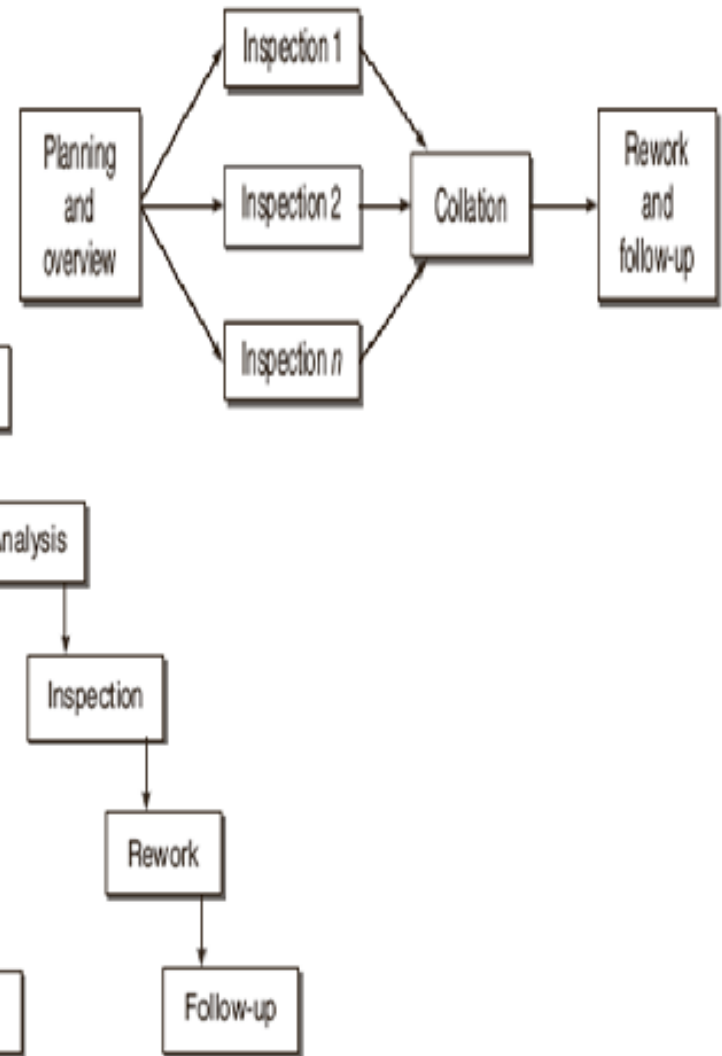 Inspection 1
Planning
and
overview
Inspection 2
Collation
Rework
and
follow-up
Inspection n
nalysis
Inspection
Rework
Follow-up